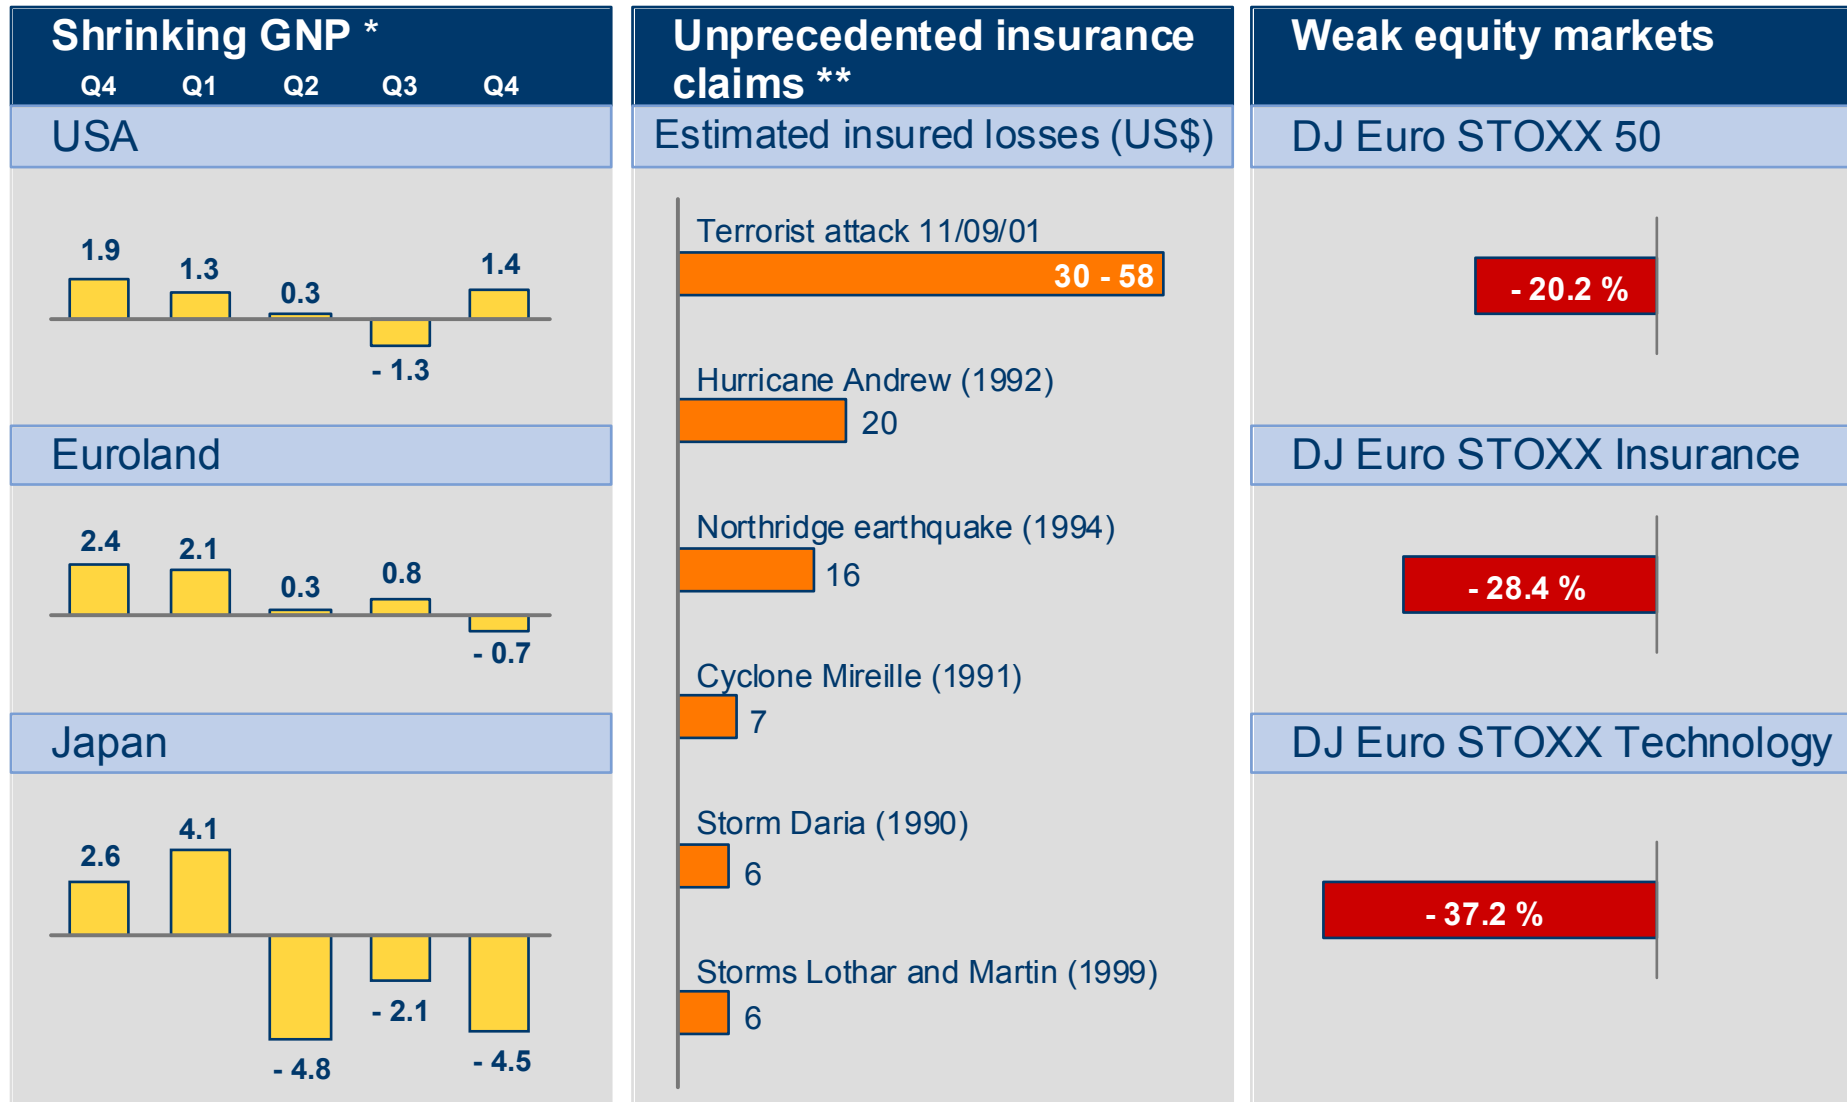 Shrinking GNP *
Q4 Q1 Q2 Q3 Q4
USA
1.9
1.3
0.3
- 1.3
1.4
Euroland
2.4
2.1
0.3
0.8
- 0.7
Japan
2.6
4.1
- 4.8
- 2.1
- 4.5
Unprecedented insurance
claims **
Estimated insured losses (US$)
Terrorist attack 11/09/01
30 - 58
Hurricane Andrew (1992)
20
Northridge earthquake (1994)
16
Cyclone Mireille (1991)
7
Storm Daria (1990)
6
Storms Lothar and Martin (1999)
6
Weak equity markets
DJ Euro STOXX 50
- 20.2 %
DJ Euro STOXX Insurance
- 28.4 %
DJ Euro STOXX Technology
- 37.2 %